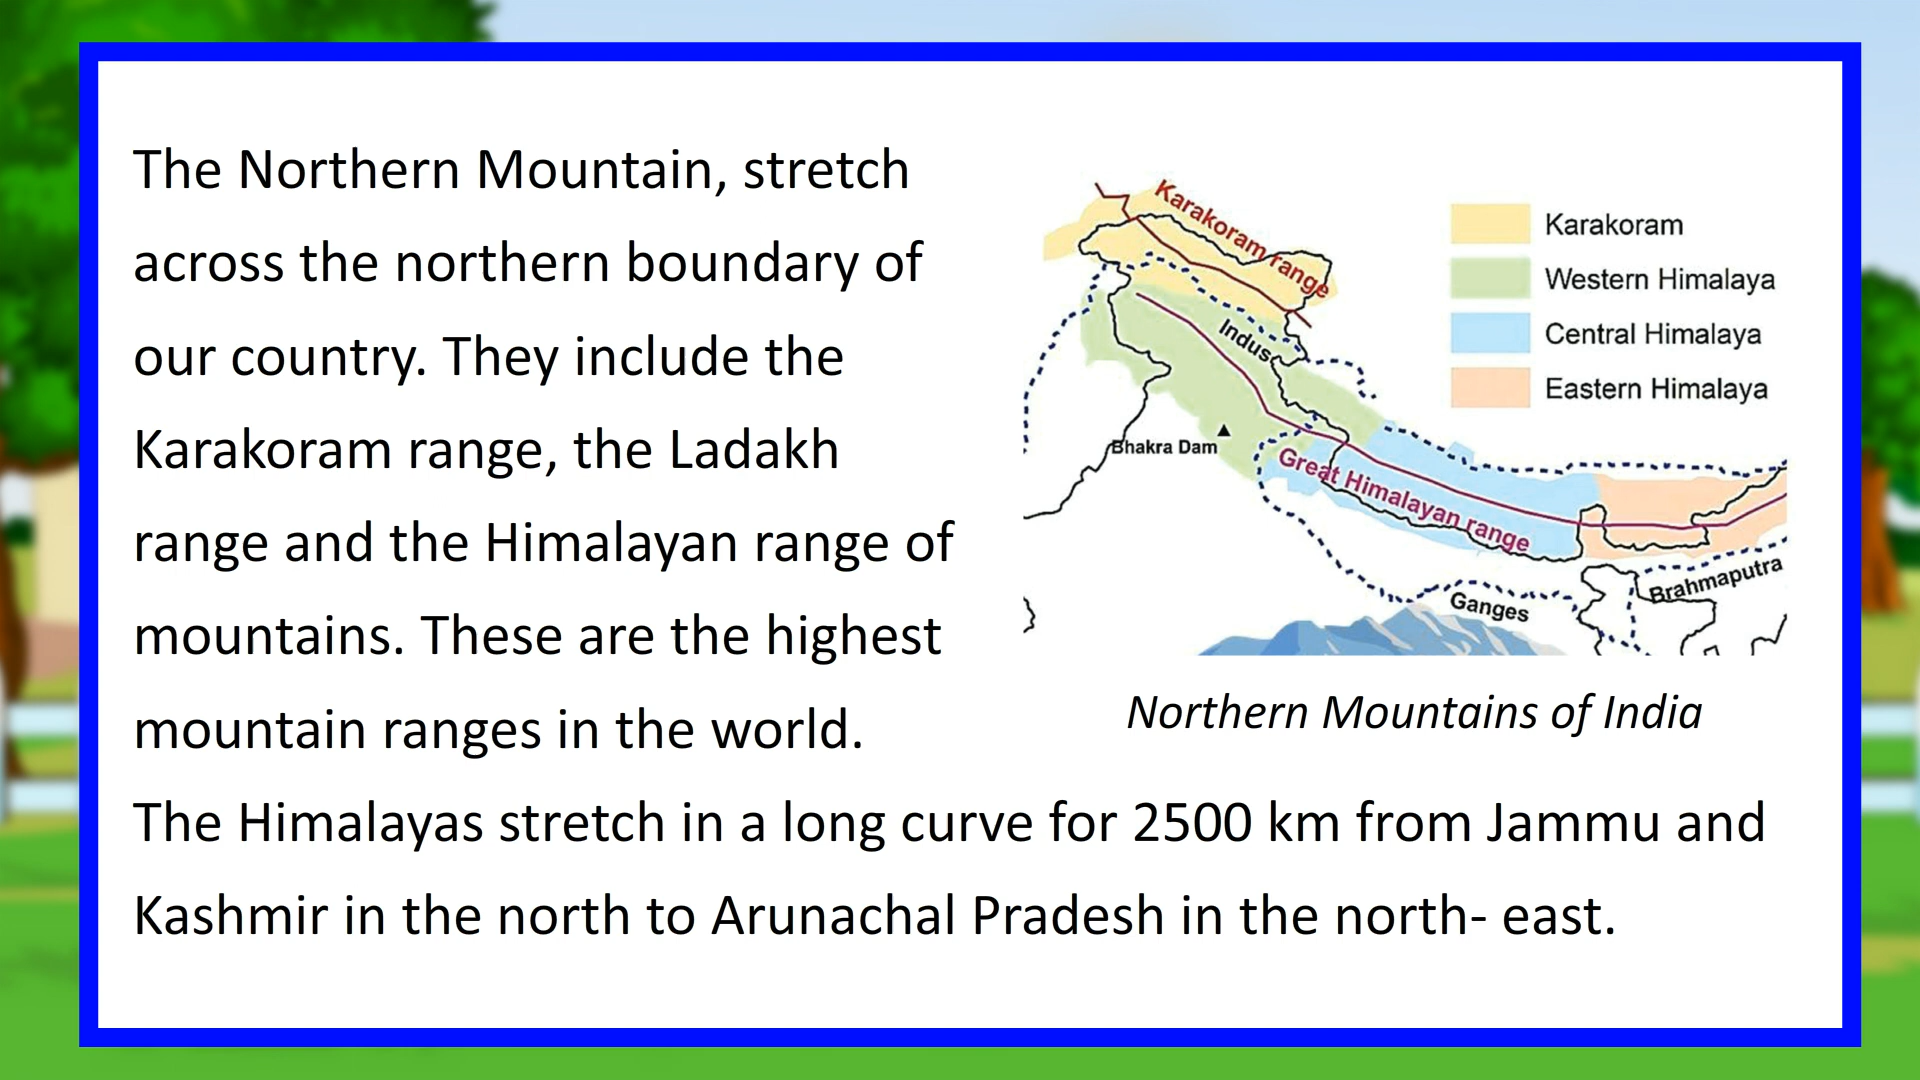 The Northern Mountain, stretch
across the northern boundary of
our country. They include the
Karakoram range, the Ladakh
range and the Himalayan range of
mountains. These are the highest
mountain ranges in the world.
The Himalayas stretch in a long curve for 2500 km from Jammu and
Kashmir in the north to Arunachal Pradesh in the north- east.
Karakoram range
Indus
Bhakra Dam
Great Himalayan range
Ganges
Brahmaputra
Karakoram
Western Himalaya
Central Himalaya
Eastern Himalaya
Northern Mountains of India